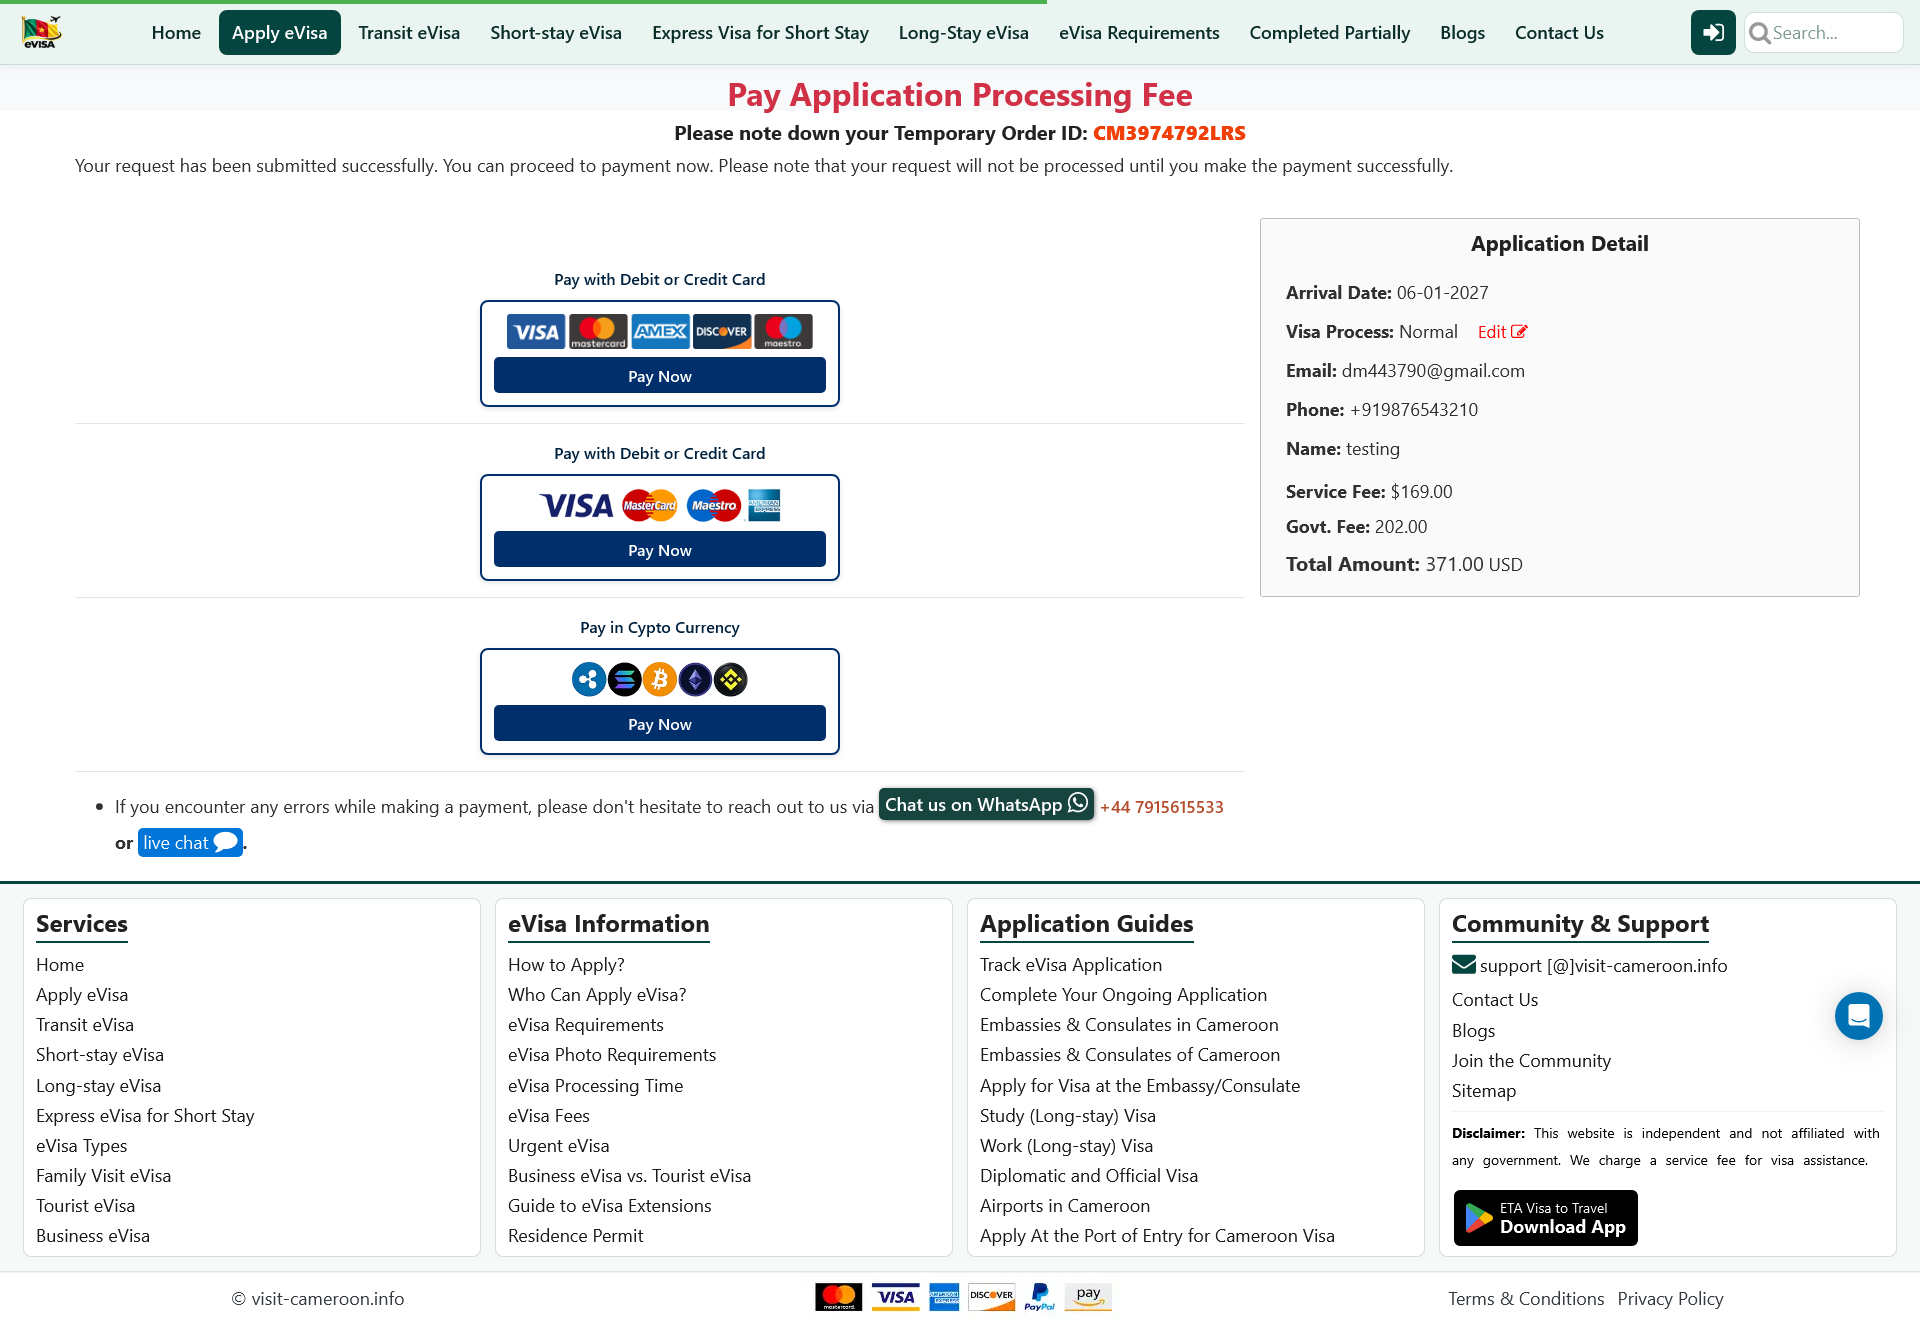 eVISA
Home
Apply eVisa
Transit eVisa
Short-stay eVisa
Express Visa for Short Stay
Long-Stay eVisa
eVisa Requirements
Completed Partially
Blogs
Contact Us
Search...
Pay Application Processing Fee
Please note down your Temporary Order ID: CM3974792LRS
Your request has been submitted successfully. You can proceed to payment now. Please note that your request will not be processed until you make the payment successfully.
Pay with Debit or Credit Card
VISA mastercard AMEX DISCOVER maestro
Pay Now
Pay with Debit or Credit Card
VISA MasterCard Maestro AMERICAN EXPRESS
Pay Now
Pay in Cypto Currency
Pay Now
If you encounter any errors while making a payment, please don't hesitate to reach out to us via Chat us on WhatsApp +44 7915615533
or live chat .
Application Detail
Arrival Date: 06-01-2027
Visa Process: Normal Edit
Email: dm443790@gmail.com
Phone: +919876543210
Name: testing
Service Fee: $169.00
Govt. Fee: 202.00
Total Amount: 371.00 USD
Services
Home
Apply eVisa
Transit eVisa
Short-stay eVisa
Long-stay eVisa
Express eVisa for Short Stay
eVisa Types
Family Visit eVisa
Tourist eVisa
Business eVisa
eVisa Information
How to Apply?
Who Can Apply eVisa?
eVisa Requirements
eVisa Photo Requirements
eVisa Processing Time
eVisa Fees
Urgent eVisa
Business eVisa vs. Tourist eVisa
Guide to eVisa Extensions
Residence Permit
Application Guides
Track eVisa Application
Complete Your Ongoing Application
Embassies & Consulates in Cameroon
Embassies & Consulates of Cameroon
Apply for Visa at the Embassy/Consulate
Study (Long-stay) Visa
Work (Long-stay) Visa
Diplomatic and Official Visa
Airports in Cameroon
Apply At the Port of Entry for Cameroon Visa
Community & Support
support [@]visit-cameroon.info
Contact Us
Blogs
Join the Community
Sitemap
Disclaimer: This website is independent and not affiliated with
any government. We charge a service fee for visa assistance.
ETA Visa to Travel
Download App
© visit-cameroon.info
mastercard VISA AMERICAN EXPRESS DISCOVER PayPal pay
Terms & Conditions Privacy Policy